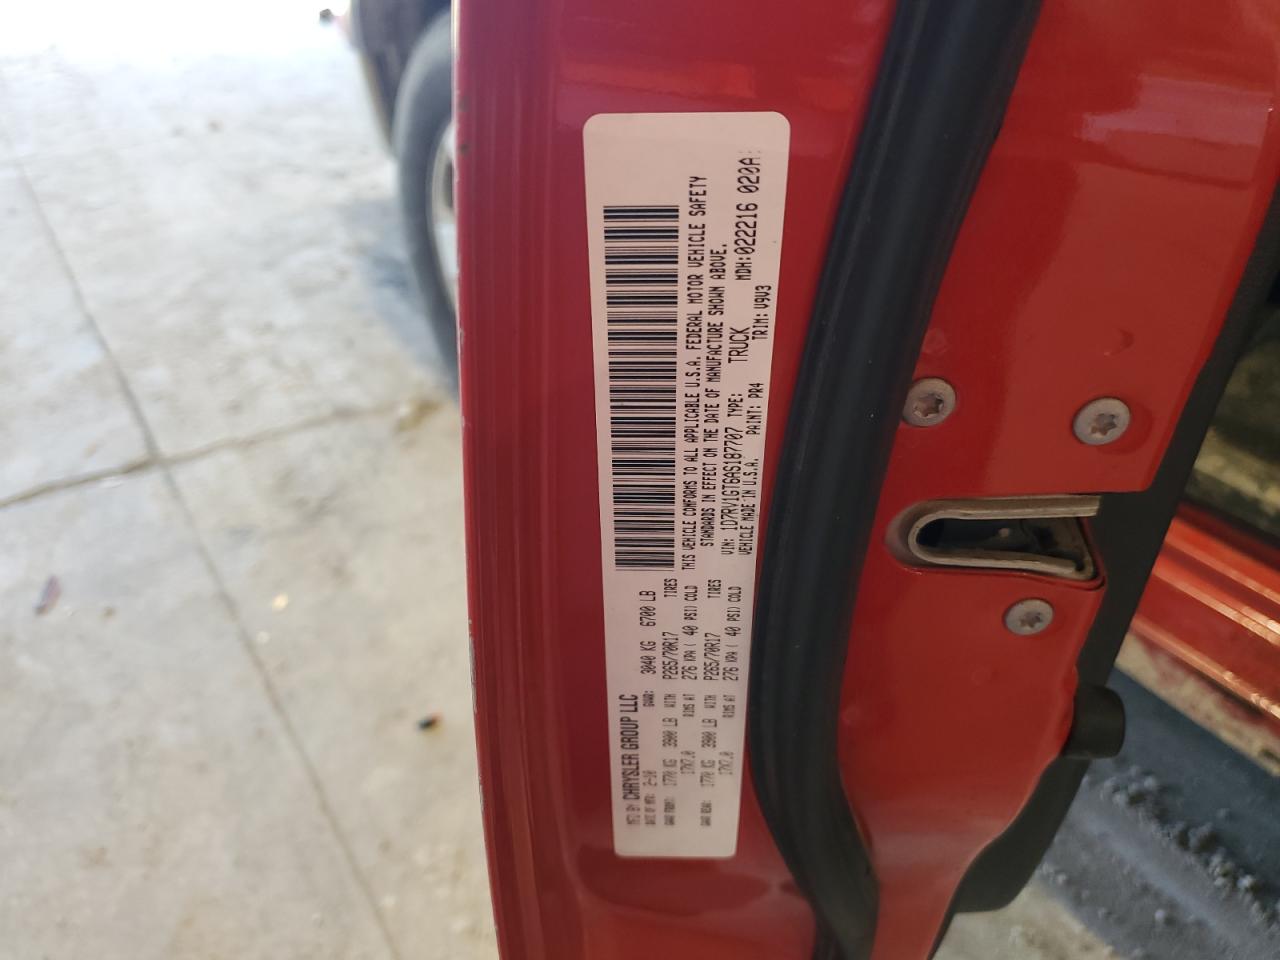 MFD BY CHRYSLER GROUP LLC
DATE OF MFR: 2-10 GVWR: 3040 KG 6700 LB
GAWR FRONT: 1770 KG 3900 LB WITH P265/70R17 TIRES
17X7.0 RIMS AT 276 KPA ( 40 PSI) COLD
GAWR REAR: 1770 KG 3900 LB WITH P265/70R17 TIRES
17X7.0 RIMS AT 276 KPA ( 40 PSI) COLD
THIS VEHICLE CONFORMS TO ALL APPLICABLE U.S.A. FEDERAL MOTOR VEHICLE SAFETY
STANDARDS IN EFFECT ON THE DATE OF MANUFACTURE SHOWN ABOVE.
VIN: 1D7RV1GT6AS187707 TYPE: TRUCK MDH:022216 020A:
VEHICLE MADE IN U.S.A. PAINT: PR4 TRIM: V9V3